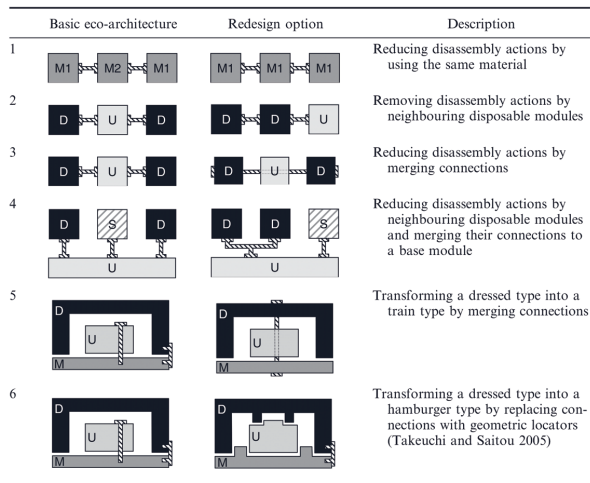 Basic eco-architecture Redesign option Description
1
M1 M2 M1 M1 M1 M1
Reducing disassembly actions by
using the same material
2
D U D D D U
Removing disassembly actions by
neighbouring disposable modules
3
D U D D U D
Reducing disassembly actions by
merging connections
4
D S D D D S
U U
Reducing disassembly actions by
neighbouring disposable modules
and merging their connections to
a base module
5
D
U U
M M
D
Transforming a dressed type into a
train type by merging connections
6
D D
U U
M M
Transforming a dressed type into a
hamburger type by replacing con-
nections with geometric locators
(Takeuchi and Saitou 2005)